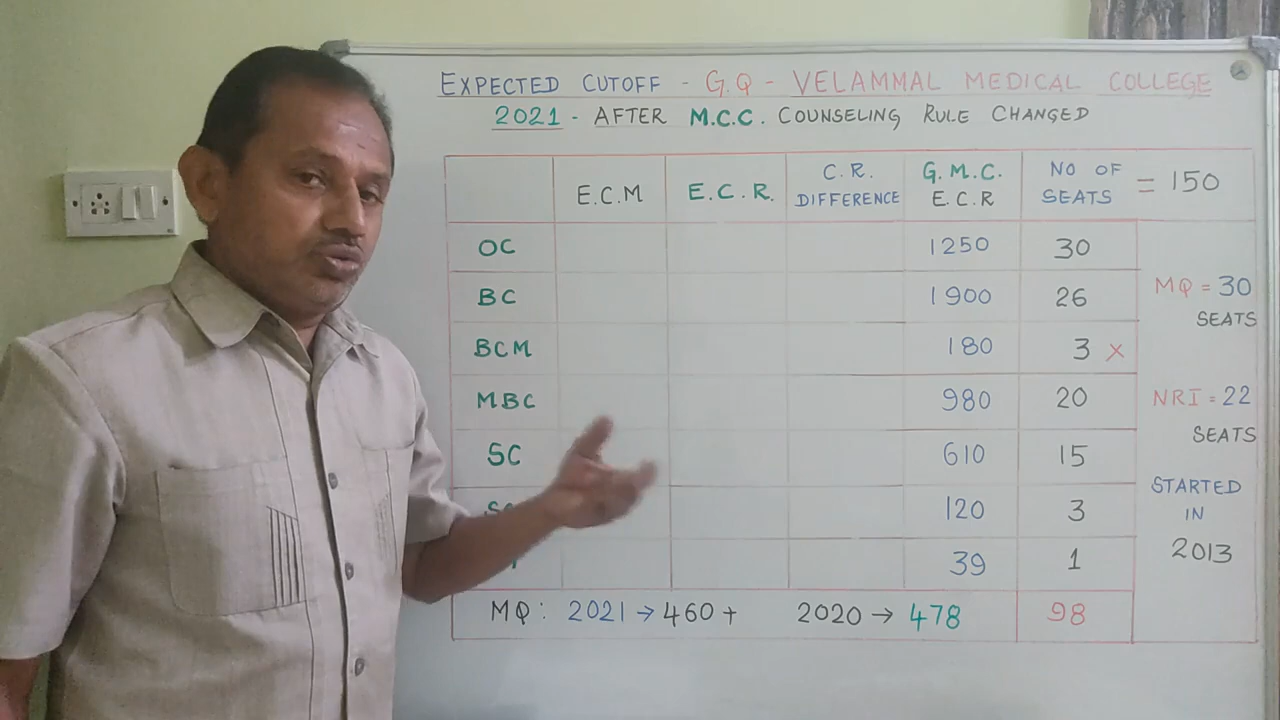 EXPECTED CUTOFF - G.Q - VELAMMAL MEDICAL COLLEGE
2021 - AFTER M.C.C. COUNSELING RULE CHANGED
E.C.M E.C.R. C.R. DIFFERENCE G.M.C. E.C.R NO OF SEATS = 150
OC 1250 30
BC 1900 26
MQ = 30 SEATS
BCM 180 3 X
MBC 980 20
NRI = 22 SEATS
SC 610 15
STARTED IN 2013
120 3
39 1
MQ: 2021 → 460 + 2020 → 478 98